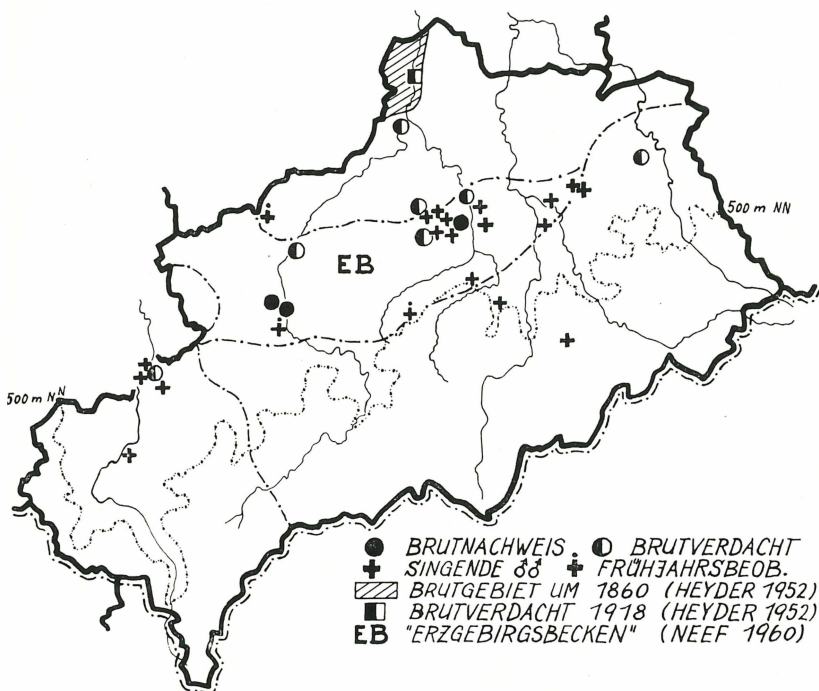 500 m NN
EB
500 m NN
BRUTNACHWEIS BRUTVERDACHT
SINGENDE ♂♂ FRÜHJAHRSBEOB.
BRUTGEBIET UM 1860 (HEYDER 1952)
BRUTVERDACHT 1918 (HEYDER 1952)
EB "ERZGEBIRGSBECKEN" (NEEF 1960)